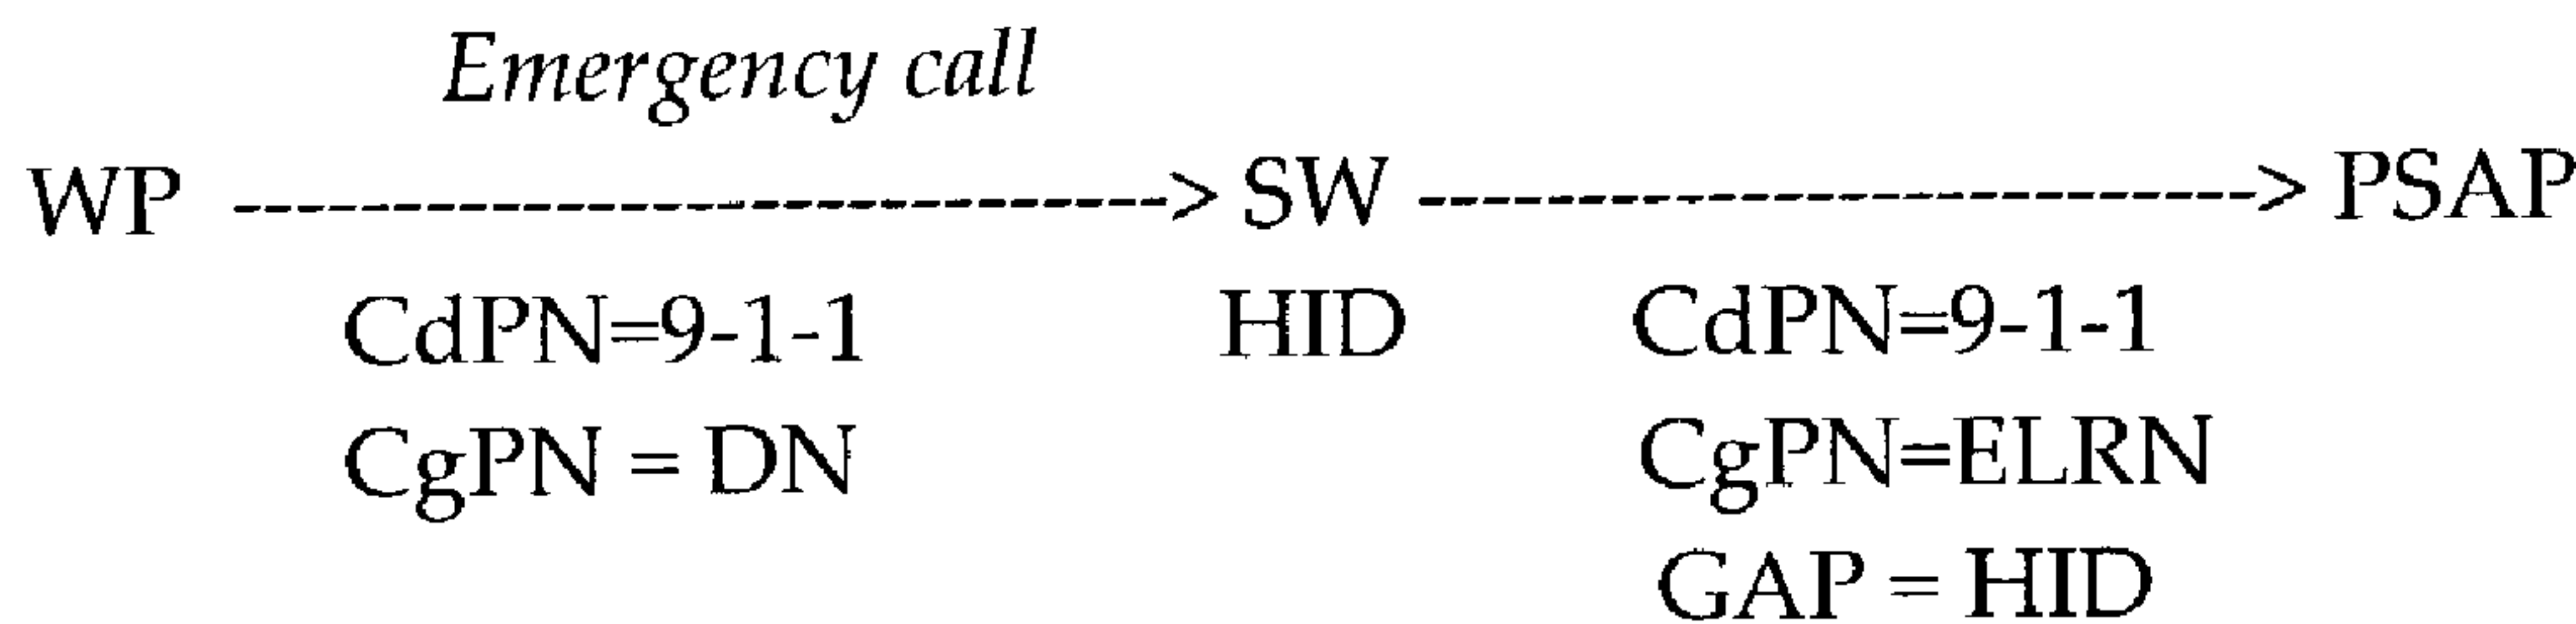 Emergency call
WP ----------------------------> SW --------------------------> PSAP
CdPN=9-1-1 HID CdPN=9-1-1
CgPN = DN CgPN=ELRN
GAP = HID